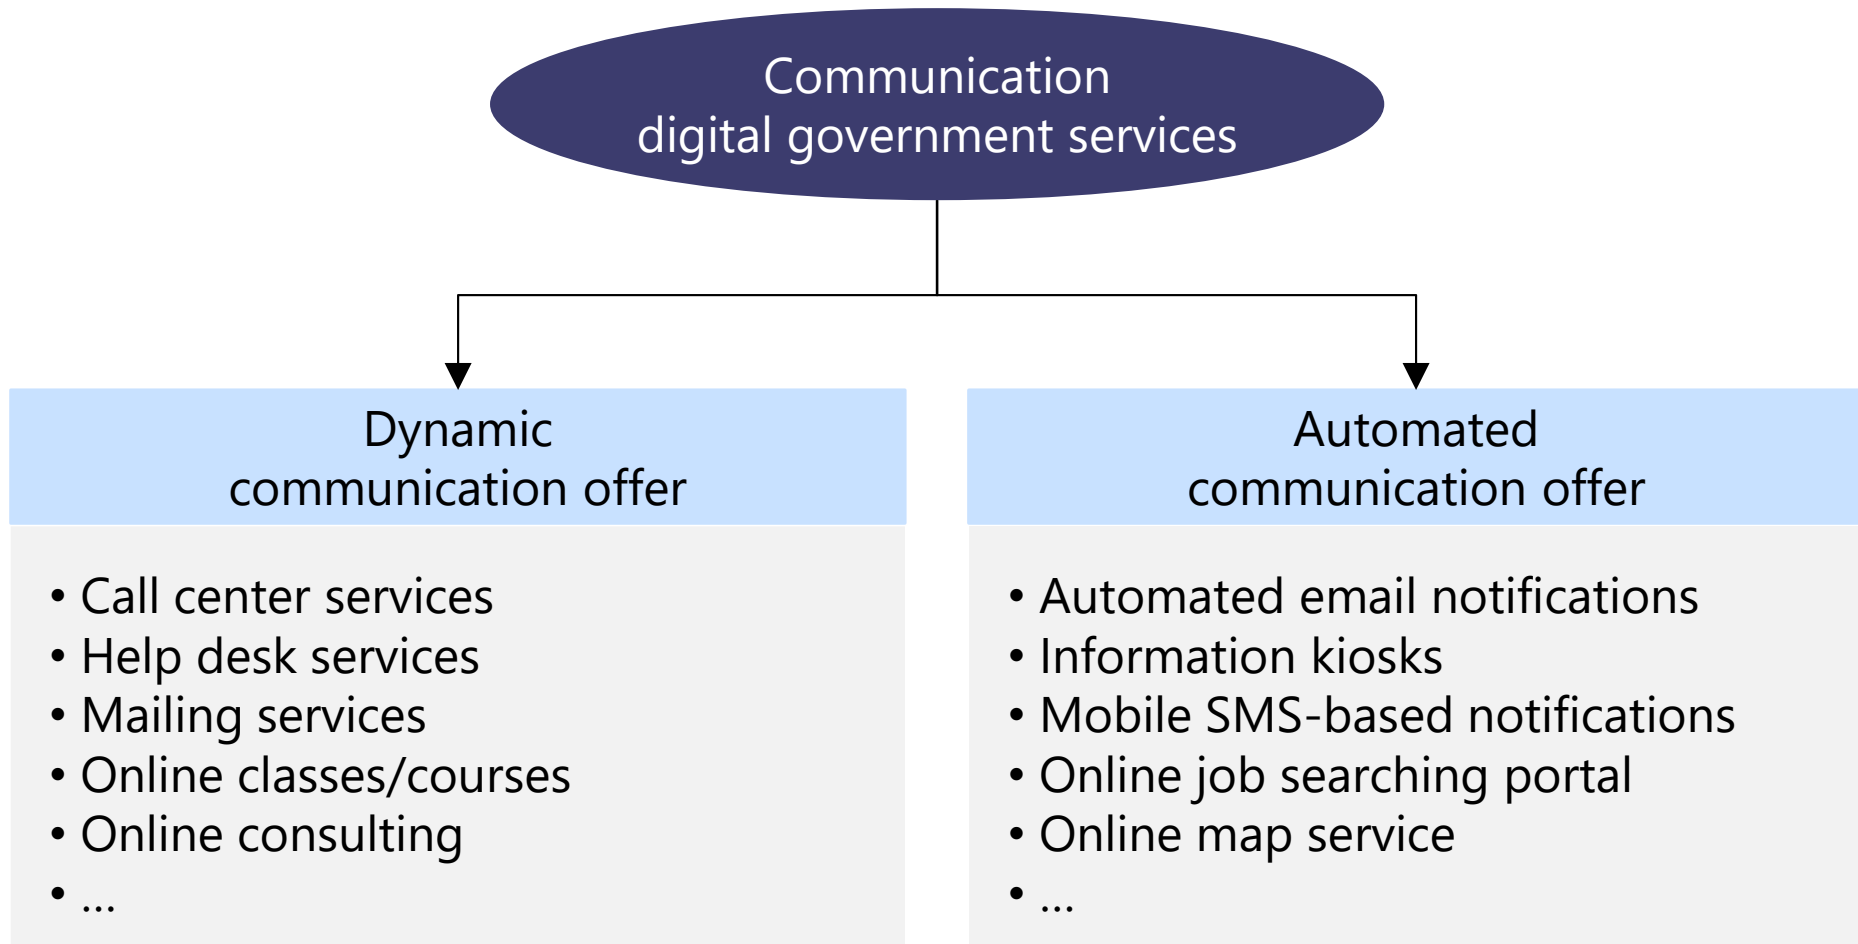 Communication
digital government services
Dynamic
communication offer
• Call center services
• Help desk services
• Mailing services
• Online classes/courses
• Online consulting
• ...
Automated
communication offer
• Automated email notifications
• Information kiosks
• Mobile SMS-based notifications
• Online job searching portal
• Online map service
• ...